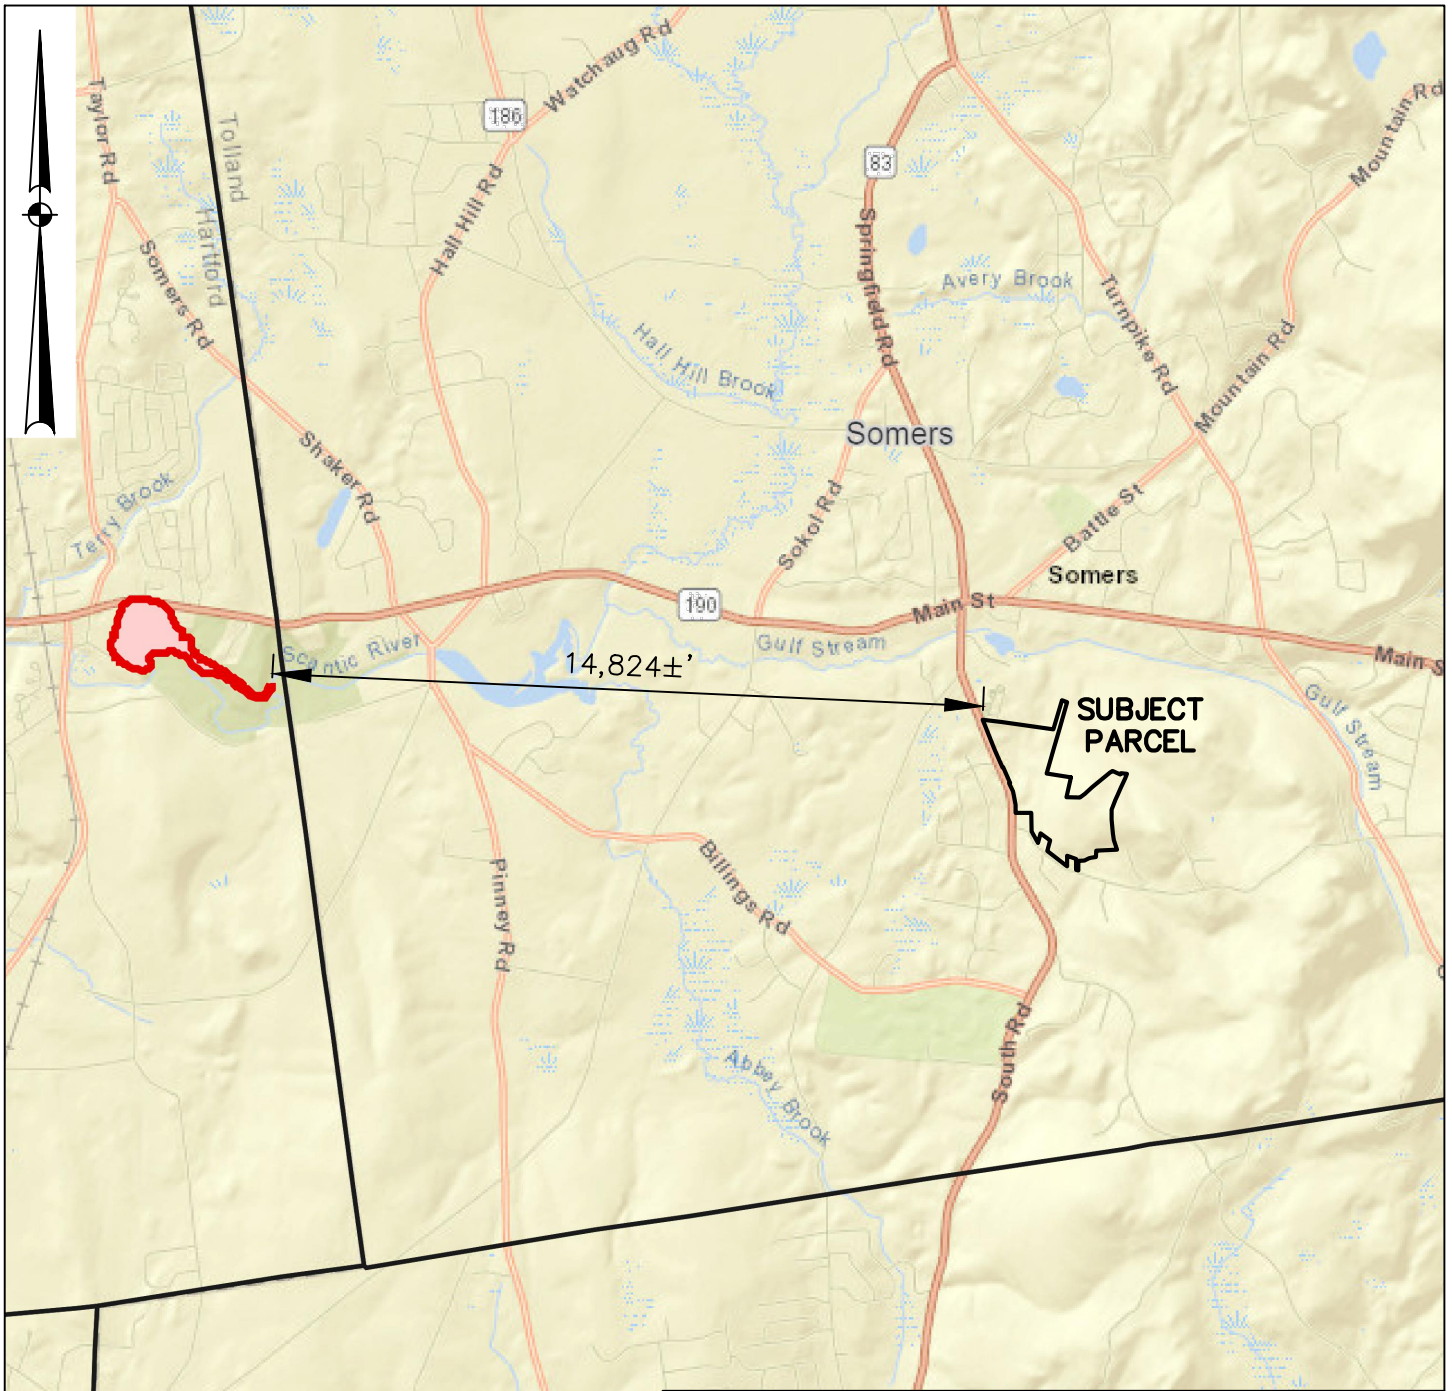 Taylor Rd
Tolland
Hartford
186
Watchaug Rd
83
Mountain Rd
Hall Hill Rd
Somers Rd
Springfield Rd
Avery Brook
Turnpike Rd
Hall Hill Brook
Mountain Rd
Somers
Shaker Rd
Terry Brook
Sokol Rd
Battle St
Somers
190
Main St
Scantic River
Gulf Stream
Main S
14,824±'
SUBJECT
PARCEL
Gulf Stream
Pinney Rd
Billings Rd
South Rd
Abbey Brook